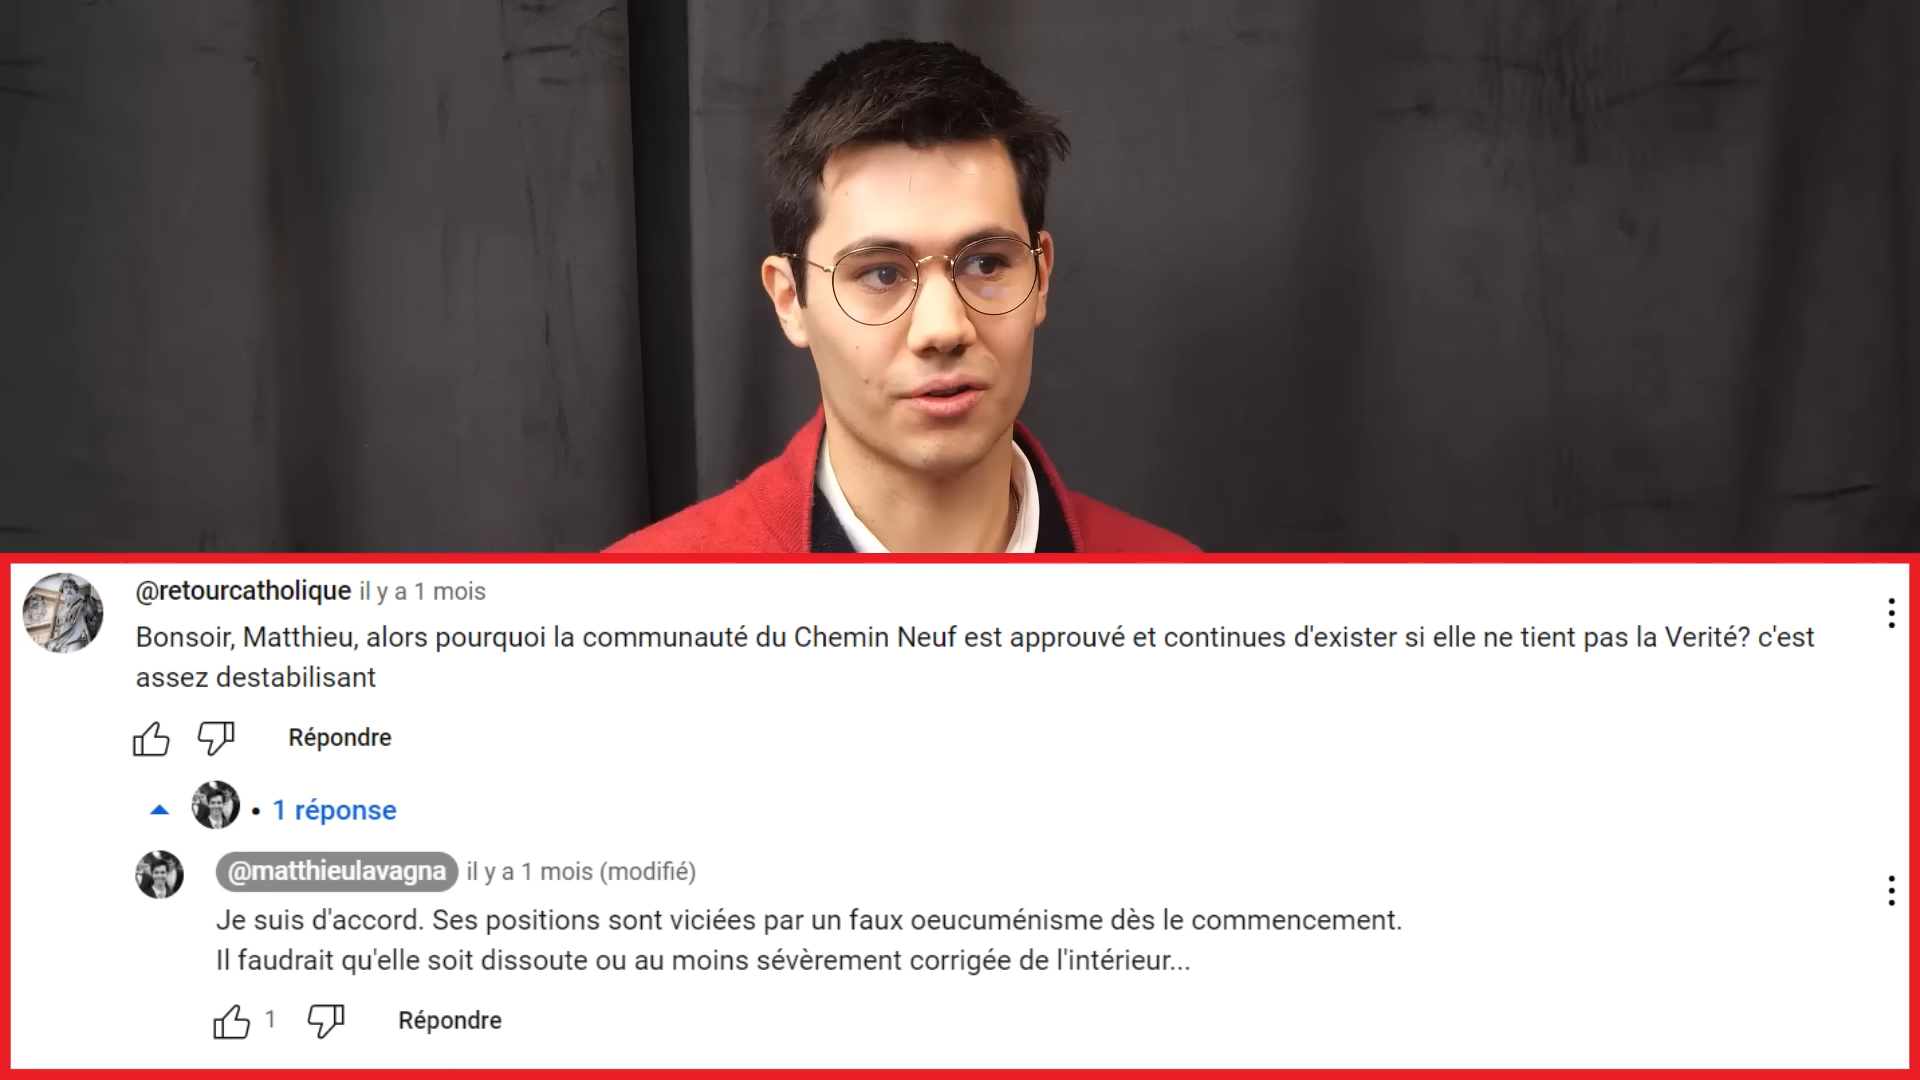 @retourcatholique il y a 1 mois
Bonsoir, Matthieu, alors pourquoi la communauté du Chemin Neuf est approuvé et continues d'exister si elle ne tient pas la Verité? c'est
assez destabilisant
Répondre
• 1 réponse
@matthieulavagna il y a 1 mois (modifié)
Je suis d'accord. Ses positions sont viciées par un faux oeucuménisme dès le commencement.
Il faudrait qu'elle soit dissoute ou au moins sévèrement corrigée de l'intérieur...
1 Répondre